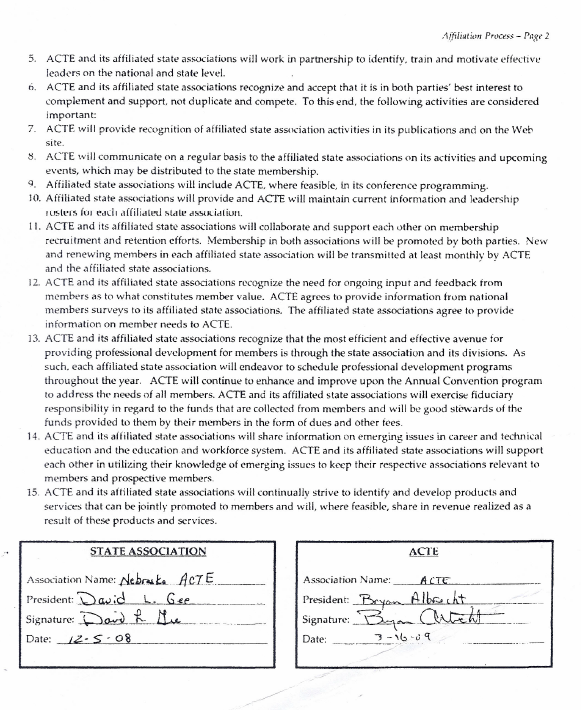 Affiliation Process – Page 2
5. ACTE and its affiliated state associations will work in partnership to identify, train and motivate effective
leaders on the national and state level.
6. ACTE and its affiliated state associations recognize and accept that it is in both parties' best interest to
complement and support, not duplicate and compete. To this end, the following activities are considered
important:
7. ACTE will provide recognition of affiliated state association activities in its publications and on the Web
site.
8. ACTE will communicate on a regular basis to the affiliated state associations on its activities and upcoming
events, which may be distributed to the state membership.
9. Affiliated state associations will include ACTE, where feasible, in its conference programming.
10. Affiliated state associations will provide and ACTE will maintain current information and leadership
rosters for each affiliated state association.
11. ACTE and its affiliated state associations will collaborate and support each other on membership
recruitment and retention efforts. Membership in both associations will be promoted by both parties. New
and renewing members in each affiliated state association will be transmitted at least monthly by ACTE
and the affiliated state associations.
12. ACTE and its affiliated state associations recognize the need for ongoing input and feedback from
members as to what constitutes member value. ACTE agrees to provide information from national
members surveys to its affiliated state associations. The affiliated state associations agree to provide
information on member needs to ACTE.
13. ACTE and its affiliated state associations recognize that the most efficient and effective avenue for
providing professional development for members is through the state association and its divisions. As
such, each affiliated state association will endeavor to schedule professional development programs
throughout the year. ACTE will continue to enhance and improve upon the Annual Convention program
to address the needs of all members. ACTE and its affiliated state associations will exercise fiduciary
responsibility in regard to the funds that are collected from members and will be good stewards of the
funds provided to them by their members in the form of dues and other fees.
14. ACTE and its affiliated state associations will share information on emerging issues in career and technical
education and the education and workforce system. ACTE and its affiliated state associations will support
each other in utilizing their knowledge of emerging issues to keep their respective associations relevant to
members and prospective members.
15. ACTE and its affiliated state associations will continually strive to identify and develop products and
services that can be jointly promoted to members and will, where feasible, share in revenue realized as a
result of these products and services.
STATE ASSOCIATION
Association Name: Nebraska ACTE
President: David L. Gee
Signature: David L Gee
Date: 12-5-08
ACTE
Association Name: ACTE
President: Bryan Albrecht
Signature: Bryan Albrecht
Date: 3-16-09